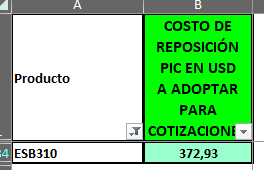 A
B
Producto
COSTO DE
REPOSICIÓN
PIC EN USD
A ADOPTAR
PARA
COTIZACIONE
ESB310
372,93